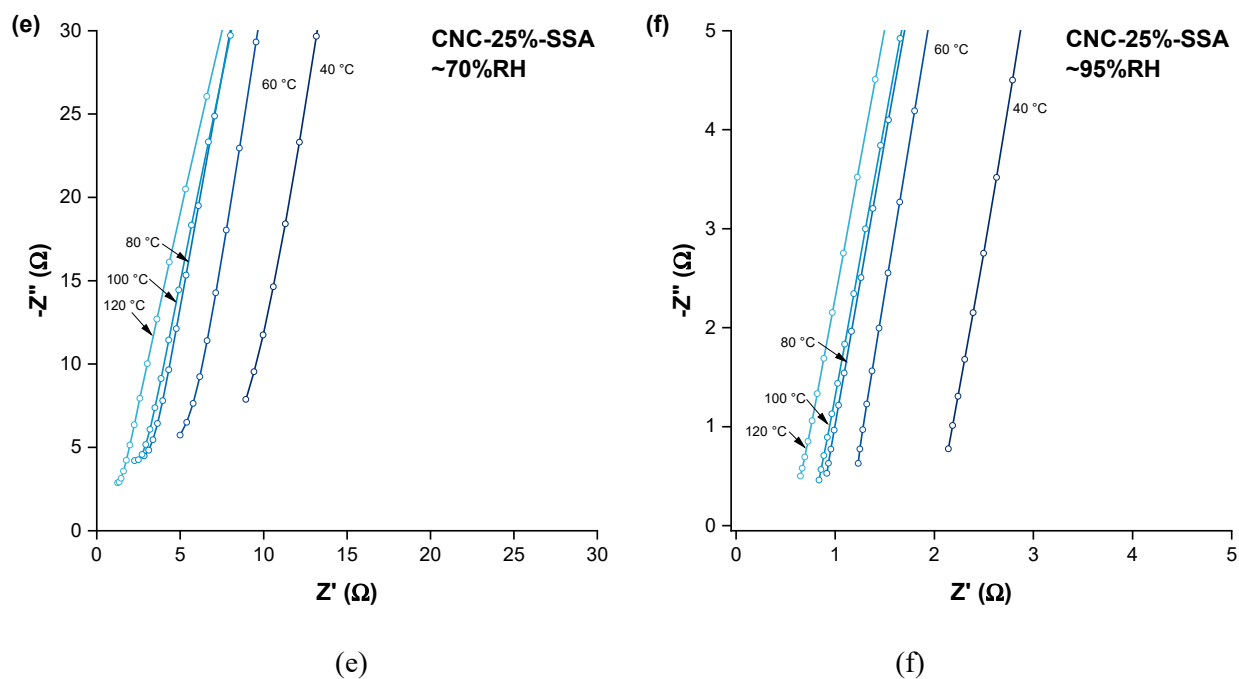 (e)
CNC-25%-SSA
~70%RH
30
25
20
15
10
5
0
-Z" (Ω)
40 °C
60 °C
80 °C
100 °C
120 °C
0 5 10 15 20 25 30
Z' (Ω)
(e)
(f)
CNC-25%-SSA
~95%RH
5
4
3
2
1
0
-Z" (Ω)
60 °C
40 °C
80 °C
100 °C
120 °C
0 1 2 3 4 5
Z' (Ω)
(f)